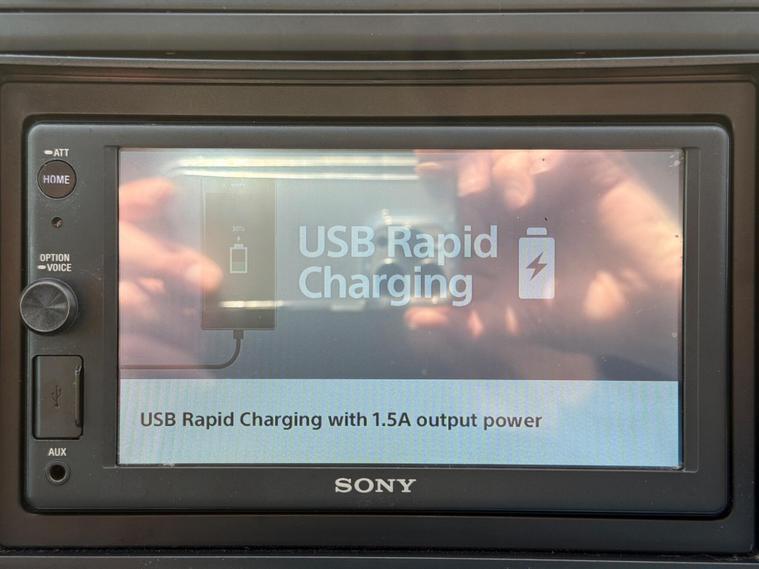 ATT
HOME
OPTION
VOICE
AUX
USB Rapid
Charging
USB Rapid Charging with 1.5A output power
SONY